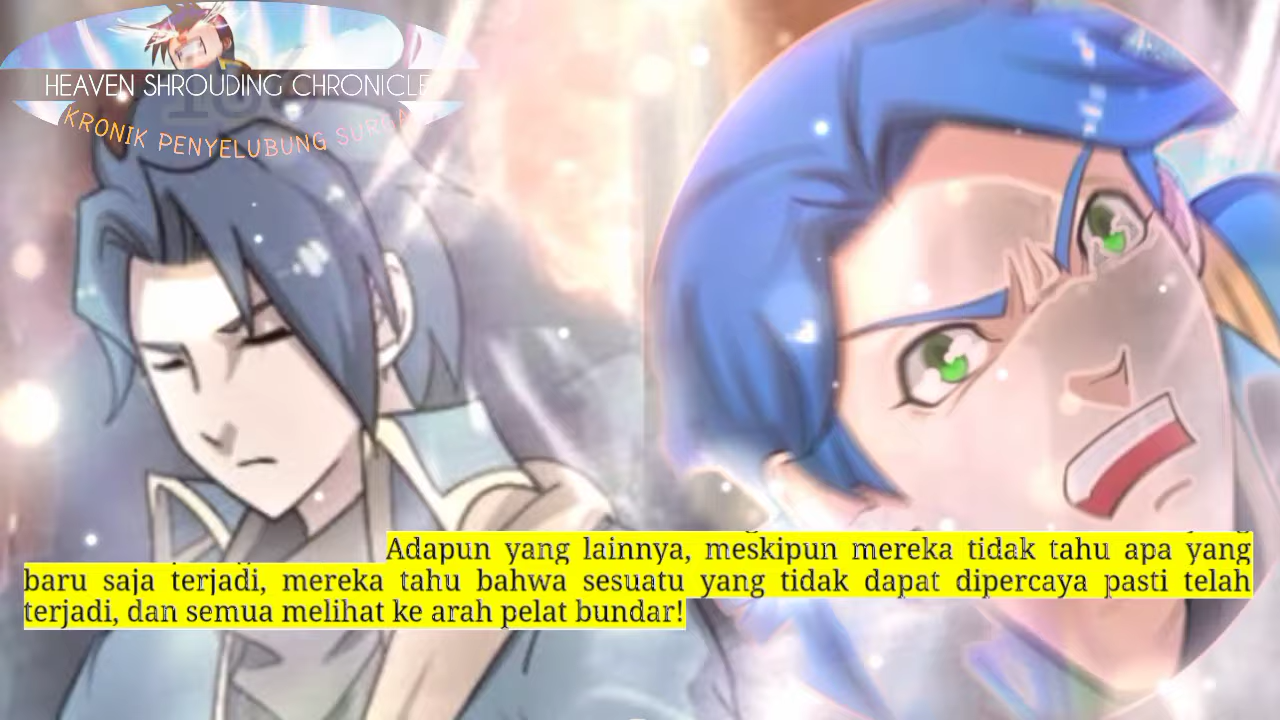 HEAVEN SHROUDING CHRONICLE
KRONIK PENYELUBUNG SURGA
Adapun yang lainnya, meskipun mereka tidak tahu apa yang
baru saja terjadi, mereka tahu bahwa sesuatu yang tidak dapat dipercaya pasti telah
terjadi, dan semua melihat ke arah pelat bundar!